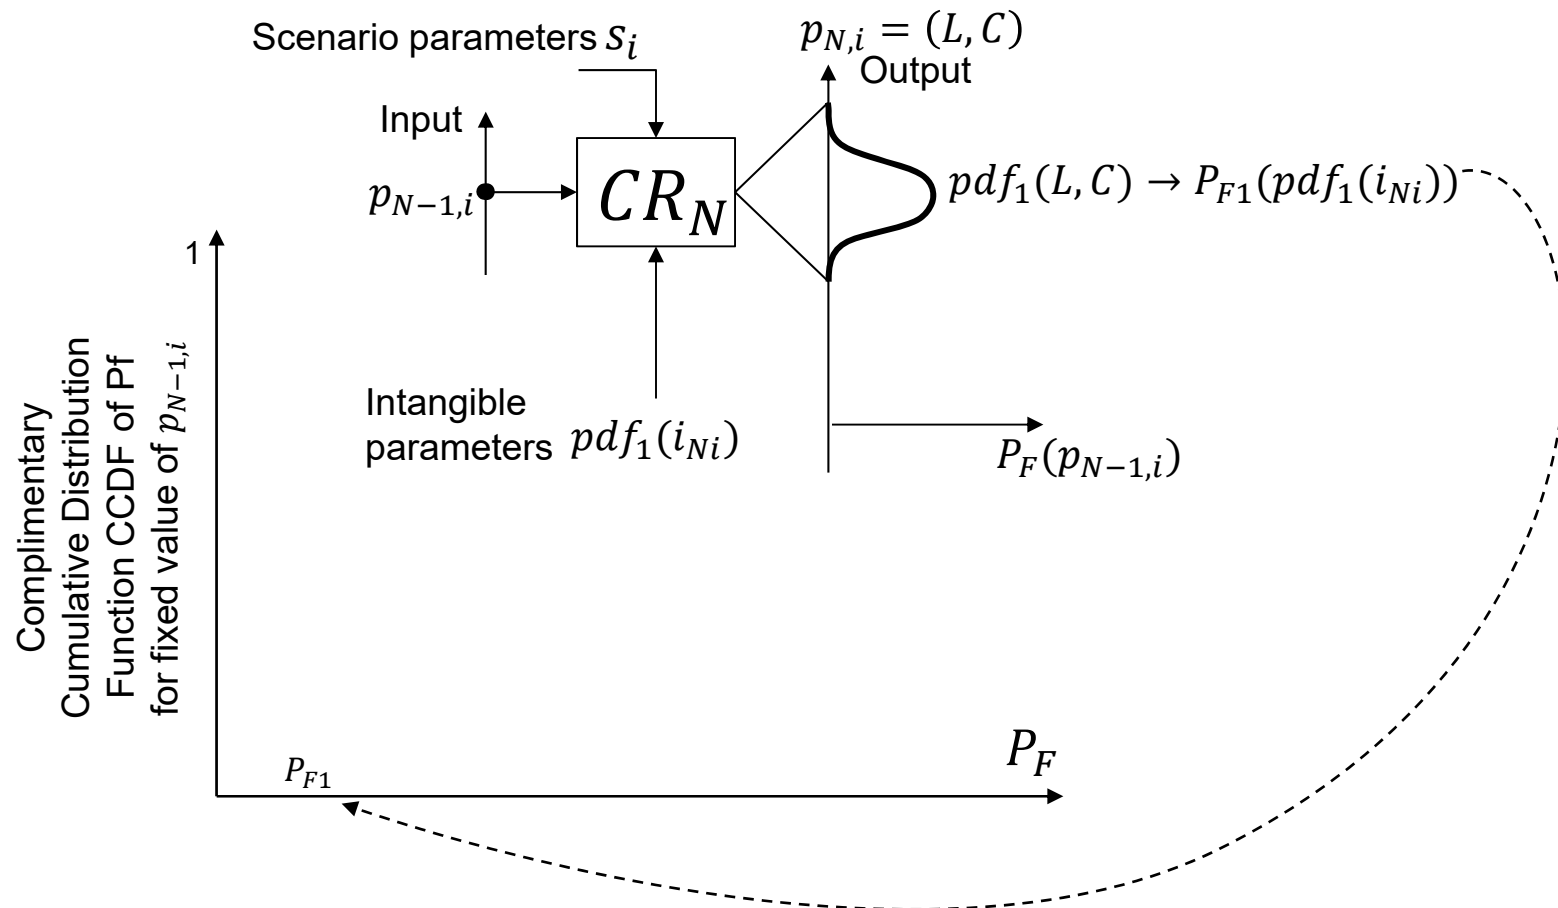 Scenario parameters s_i
p_{N,i} = (L, C)
Output
Input
p_{N−1,i}
CR_N
pdf_1(L, C) → P_{F1}(pdf_1(i_{Ni}))
1
Intangible
parameters pdf_1(i_{Ni})
P_F(p_{N−1,i})
Complimentary
Cumulative Distribution
Function CCDF of Pf
for fixed value of p_{N−1,i}
P_{F1}
P_F